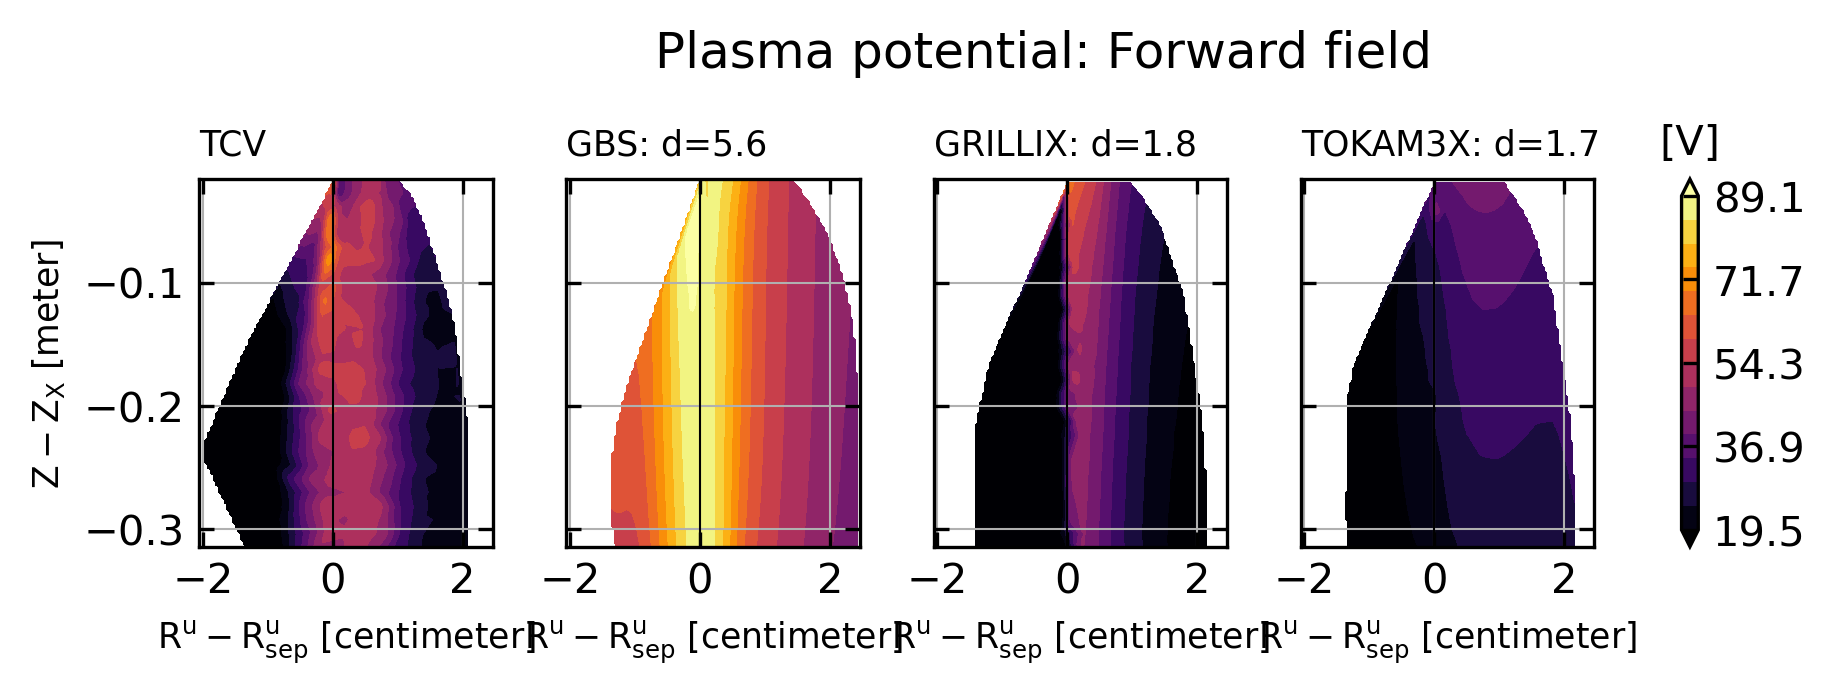 Plasma potential: Forward field
TCV
GBS: d=5.6
GRILLIX: d=1.8
TOKAM3X: d=1.7
[V]
Z − Z_X [meter]
−0.1
−0.2
−0.3
89.1
71.7
54.3
36.9
19.5
−2 0 2
−2 0 2
−2 0 2
−2 0 2
R^u − R^u_sep [centimeter]
R^u − R^u_sep [centimeter]
R^u − R^u_sep [centimeter]
R^u − R^u_sep [centimeter]